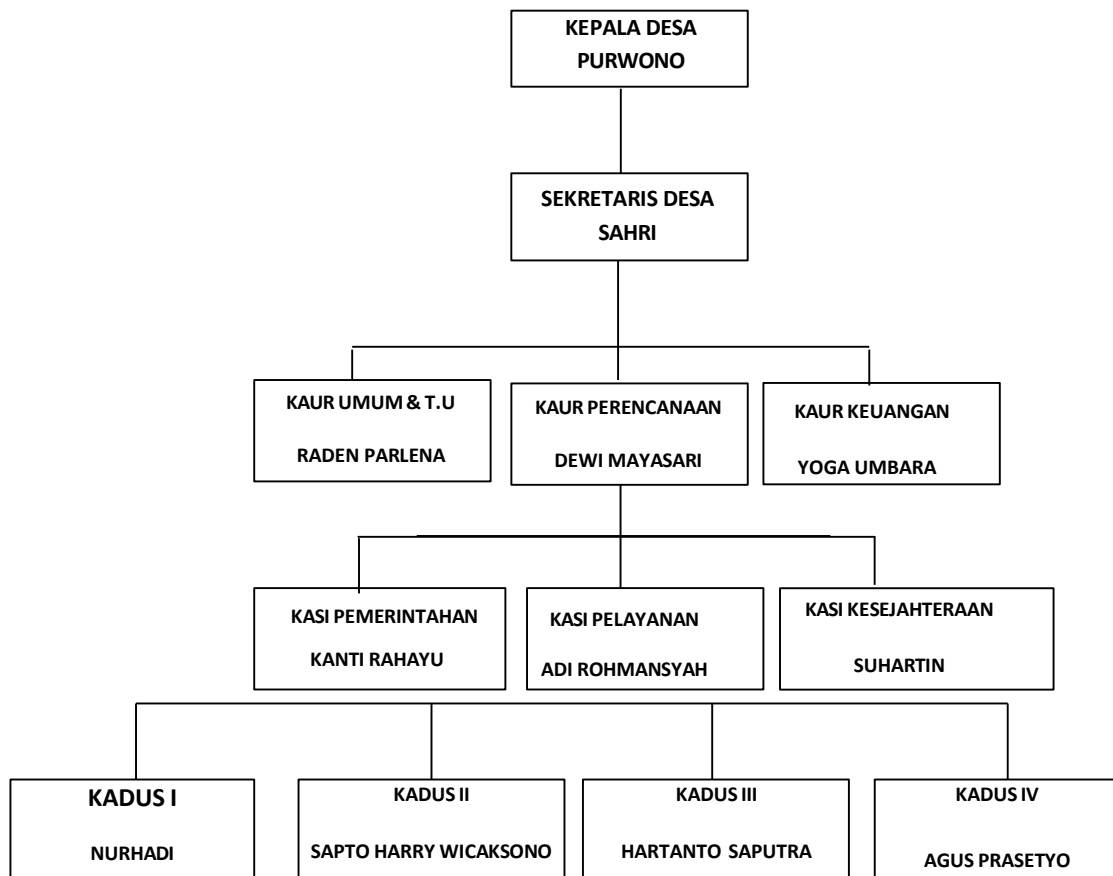 KEPALA DESA
PURWONO
SEKRETARIS DESA
SAHRI
KAUR UMUM & T.U
RADEN PARLENA
KAUR PERENCANAAN
DEWI MAYASARI
KAUR KEUANGAN
YOGA UMBARA
KASI PEMERINTAHAN
KANTI RAHAYU
KASI PELAYANAN
ADI ROHMANSYAH
KASI KESEJAHTERAAN
SUHARTIN
KADUS I
NURHADI
KADUS II
SAPTO HARRY WICAKSONO
KADUS III
HARTANTO SAPUTRA
KADUS IV
AGUS PRASETYO